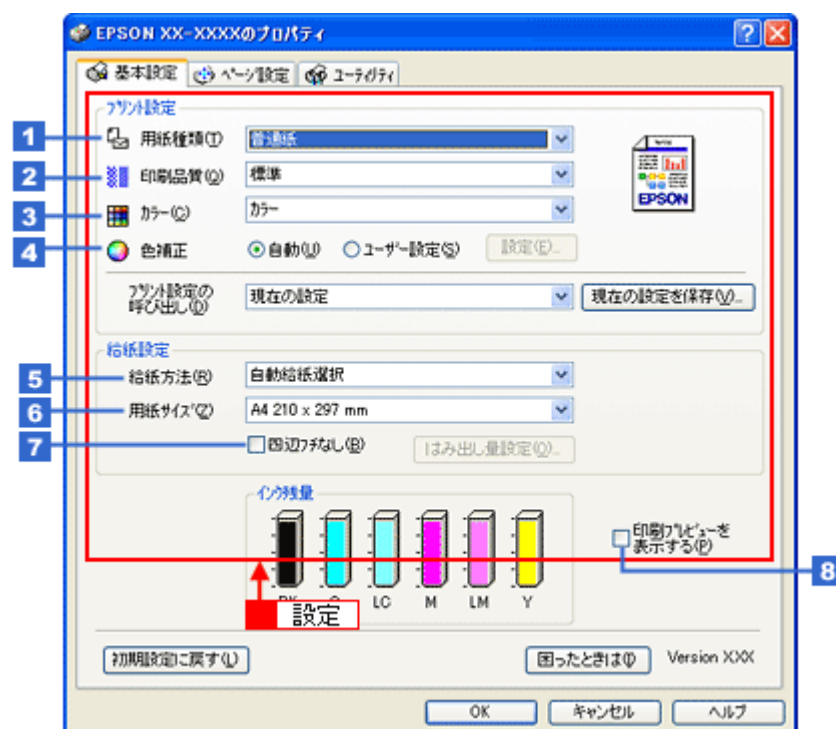 EPSON XX-XXXXのプロパティ
基本設定 ページ設定 ユーティリティ
プリント設定
1 用紙種類(T) 普通紙
2 印刷品質(Q) 標準
3 カラー(C) カラー
EPSON
4 色補正 自動(U) ユーザー設定(S) 設定(E)...
プリント設定の
呼び出し(D) 現在の設定 現在の設定を保存(V)...
給紙設定
5 給紙方法(R) 自動給紙選択
6 用紙サイズ(Z) A4 210 x 297 mm
7 四辺フチなし(B) はみ出し量設定(O)...
インク残量
印刷プレビューを
表示する(P)
8
LC M LM Y
設定
初期設定に戻す(L) 困ったときは(I) Version X.XX
OK キャンセル ヘルプ